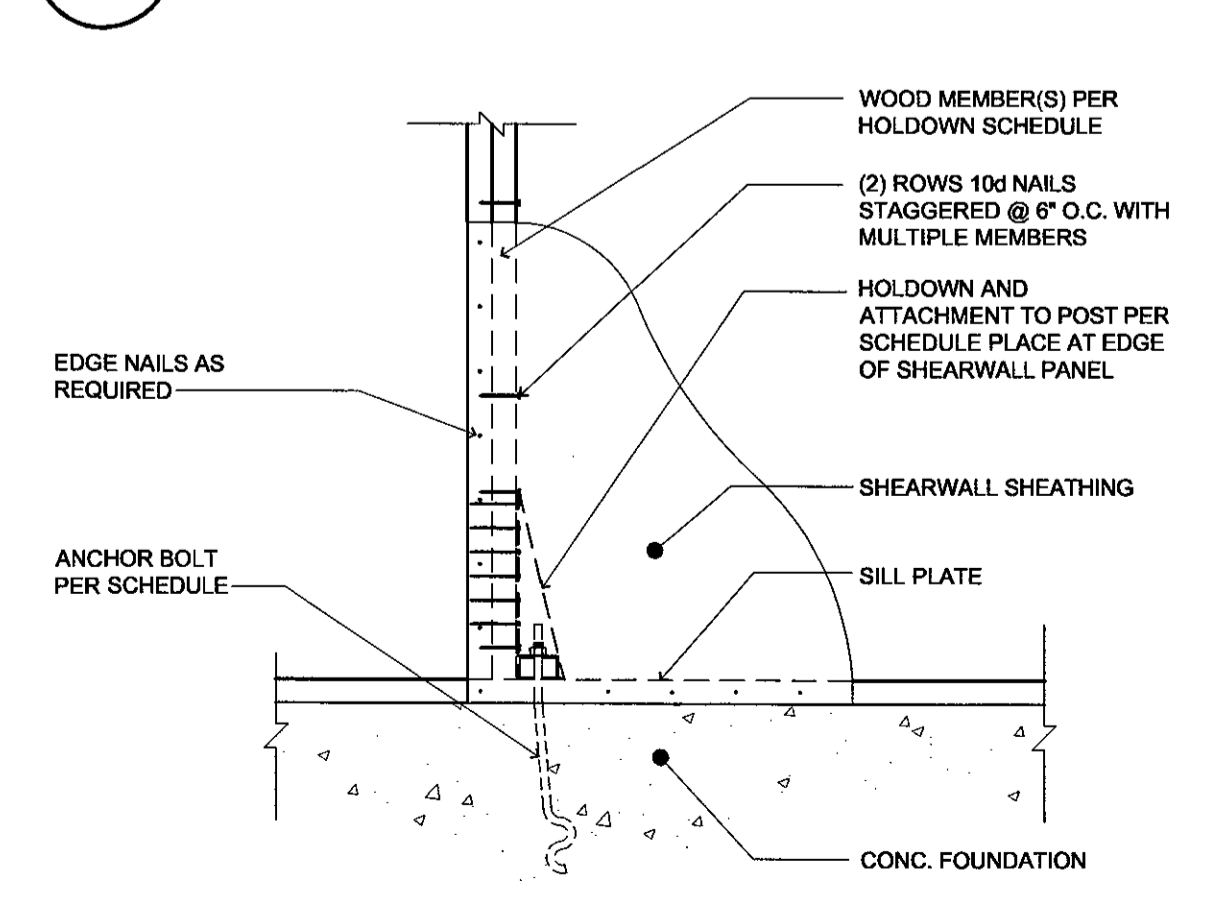 WOOD MEMBER(S) PER
HOLDOWN SCHEDULE
(2) ROWS 10d NAILS
STAGGERED @ 6" O.C. WITH
MULTIPLE MEMBERS
HOLDOWN AND
ATTACHMENT TO POST PER
SCHEDULE PLACE AT EDGE
OF SHEARWALL PANEL
EDGE NAILS AS
REQUIRED
SHEARWALL SHEATHING
ANCHOR BOLT
PER SCHEDULE
SILL PLATE
CONC. FOUNDATION